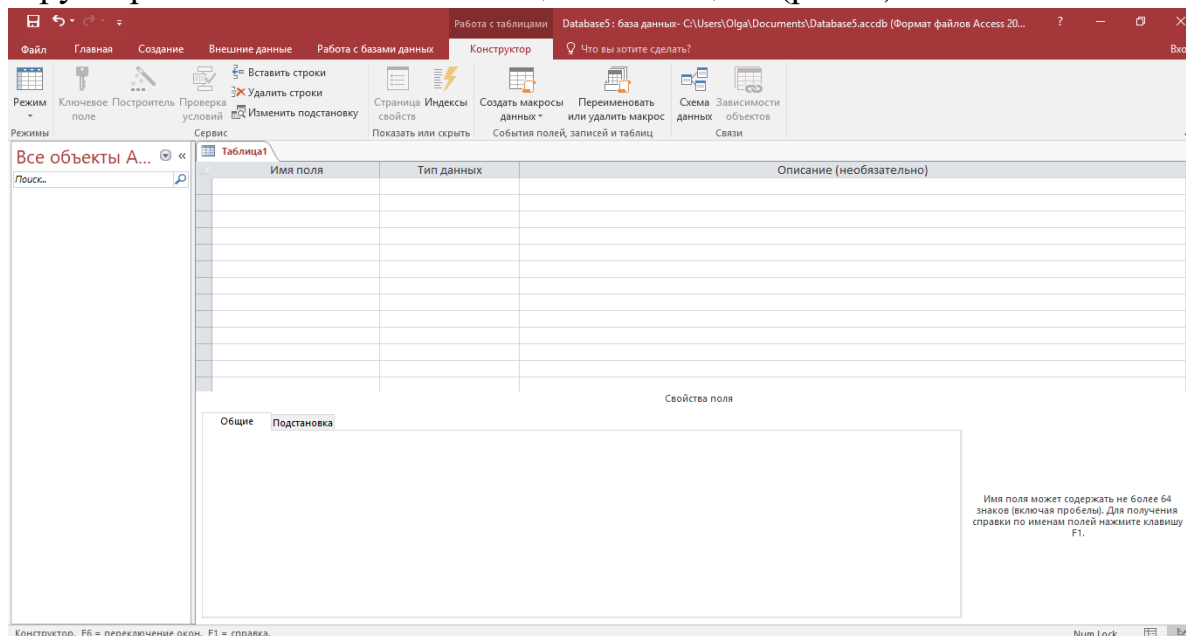 Работа с таблицами Database5 : база данных- C:\Users\Olga\Documents\Database5.accdb (Формат файлов Access 20... ?
Файл Главная Создание Внешние данные Работа с базами данных Конструктор Что вы хотите сделать? Вхо
Режим Ключевое поле Построитель Проверка условий
Вставить строки
Удалить строки
Изменить подстановку
Страница свойств Индексы
Создать макросы данных Переименовать или удалить макрос
Схема данных Зависимости объектов
Режимы Сервис Показать или скрыть События полей, записей и таблиц Связи
Все объекты A... «
Поиск...
Таблица1
Имя поля Тип данных Описание (необязательно)
Свойства поля
Общие Подстановка
Имя поля может содержать не более 64
знаков (включая пробелы). Для получения
справки по именам полей нажмите клавишу
F1.
Конструктор. F6 = переключение окон. F1 = справка. Num Lock